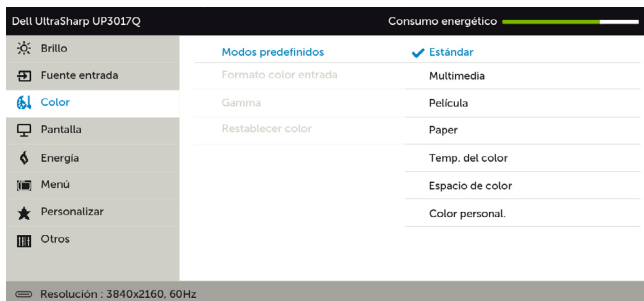 Dell UltraSharp UP3017Q
Consumo energético
Brillo
Fuente entrada
Color
Pantalla
Energía
Menú
Personalizar
Otros
Modos predefinidos
Formato color entrada
Gamma
Restablecer color
Estándar
Multimedia
Película
Paper
Temp. del color
Espacio de color
Color personal.
Resolución : 3840x2160, 60Hz